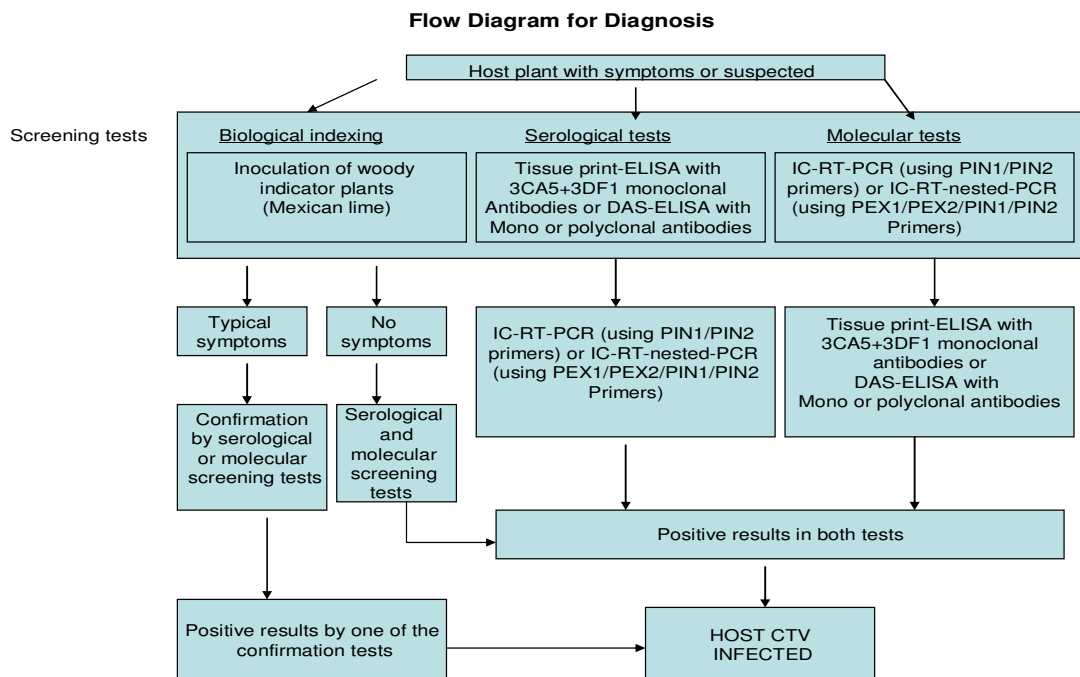 Flow Diagram for Diagnosis
Host plant with symptoms or suspected
Screening tests
Biological indexing
Inoculation of woody
indicator plants
(Mexican lime)
Serological tests
Tissue print-ELISA with
3CA5+3DF1 monoclonal
Antibodies or DAS-ELISA with
Mono or polyclonal antibodies
Molecular tests
IC-RT-PCR (using PIN1/PIN2
primers) or IC-RT-nested-PCR
(using PEX1/PEX2/PIN1/PIN2
Primers)
Typical
symptoms
No
symptoms
IC-RT-PCR (using PIN1/PIN2
primers) or IC-RT-nested-PCR
(using PEX1/PEX2/PIN1/PIN2
Primers)
Tissue print-ELISA with
3CA5+3DF1 monoclonal
antibodies or
DAS-ELISA with
Mono or polyclonal antibodies
Confirmation
by serological
or molecular
screening tests
Serological
and
molecular
screening
tests
Positive results in both tests
Positive results by one of the
confirmation tests
HOST CTV
INFECTED